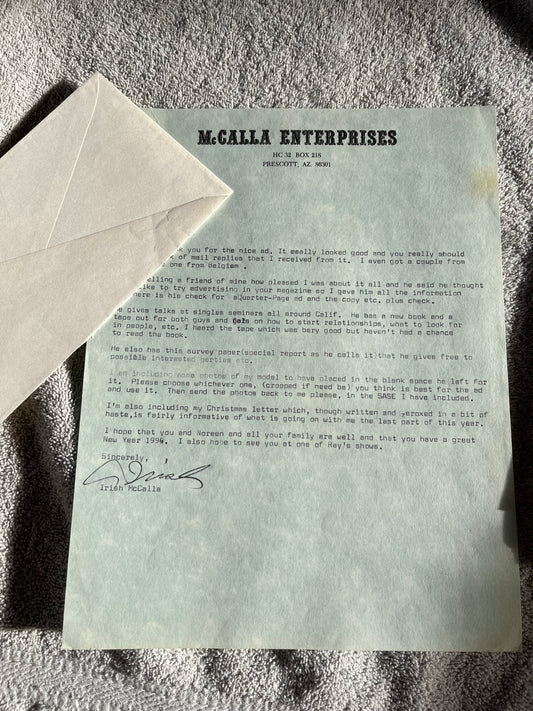 McCALLA ENTERPRISES
HC 32 BOX 218
PRESCOTT, AZ. 86301
you for the nice ad. It really looked good and you really should
of mail replies that I received from it. I even got a couple from
one from Belgium .
elling a friend of mine how pleased I was about it all and he said he thought
like to try advertising in your magazine so I gave him all the information
here is his check for aQuarter-Page ad and the copy etc. plus check.
He gives talks at singles seminars all around Calif. He has a new book and a
tape out for both guys and gals on how to start relationships, what to look for
in people, etc. I heard the tape which was bery good but haven't had a chance
to read the book.
He also has this survey paper(special report as he calls it)that he gives free to
possible interested parties etc.
I am including some photos of my model to have placed in the blank space he left for
it. Please choose whichever one, (cropped if need be) you think is best for the ad
and use it. Then send the photos back to me please, in the SASE I have included.
I'm also including my Christmas letter which, though written and zeroxed in a bit of
haste,is fairly informative of what is going on with me the last part of this year.
I hope that you and Noreen and all your family are well and that you have a great
New Year 1994. I also hope to see you at one of Ray's shows.
Sincerely,
Irish
Irish McCalla